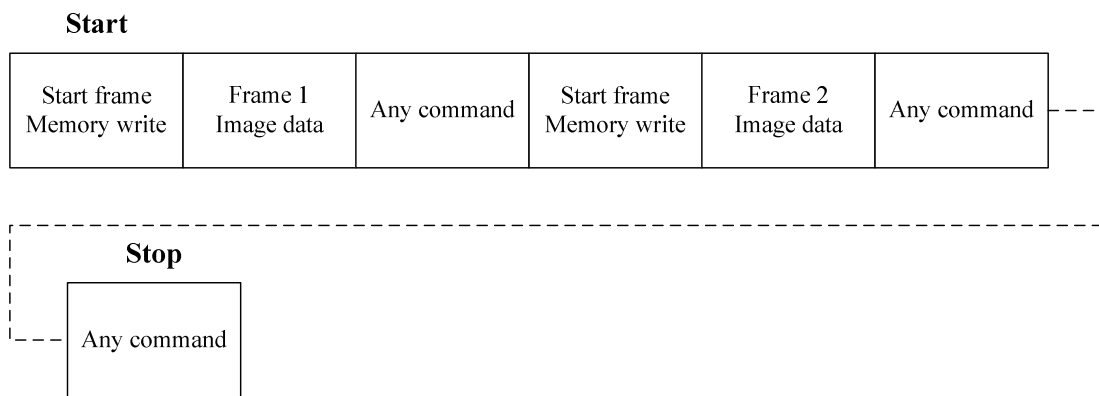 Start
Start frame
Memory write
Frame 1
Image data
Any command
Start frame
Memory write
Frame 2
Image data
Any command
Stop
Any command